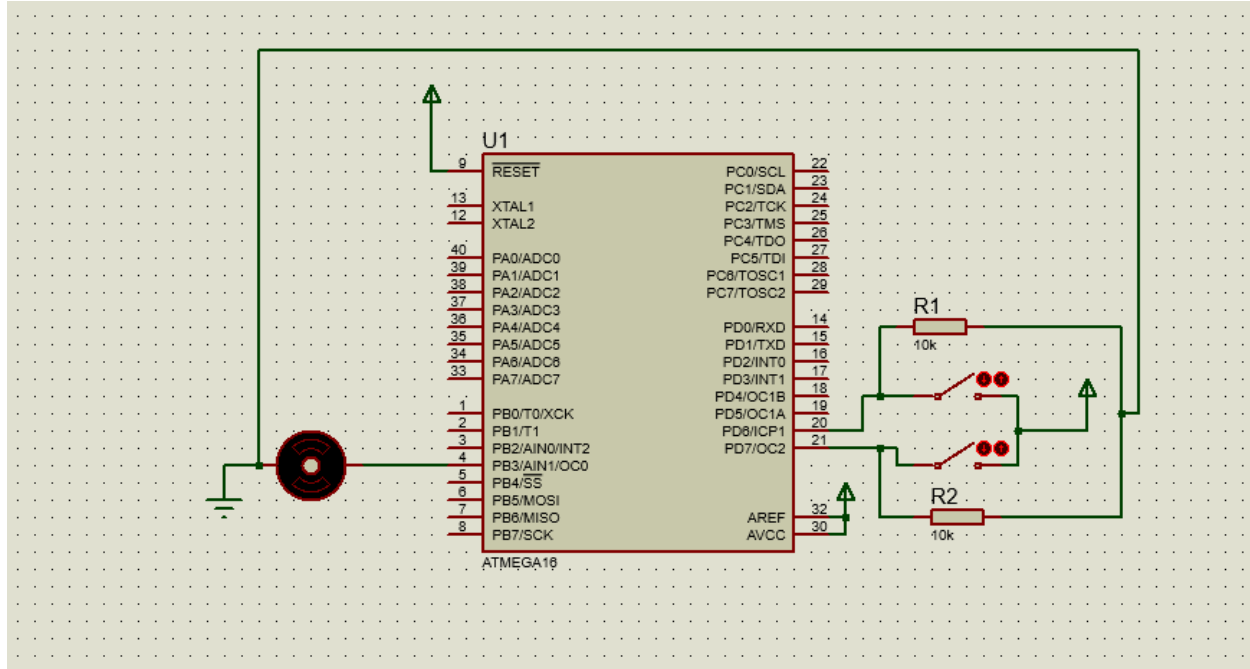 U1
9 RESET
13 XTAL1
12 XTAL2
40 PA0/ADC0
39 PA1/ADC1
38 PA2/ADC2
37 PA3/ADC3
36 PA4/ADC4
35 PA5/ADC5
34 PA6/ADC6
33 PA7/ADC7
1 PB0/T0/XCK
2 PB1/T1
3 PB2/AIN0/INT2
4 PB3/AIN1/OC0
5 PB4/SS
6 PB5/MOSI
7 PB6/MISO
8 PB7/SCK
PC0/SCL 22
PC1/SDA 23
PC2/TCK 24
PC3/TMS 25
PC4/TDO 26
PC5/TDI 27
PC6/TOSC1 28
PC7/TOSC2 29
PD0/RXD 14
PD1/TXD 15
PD2/INT0 16
PD3/INT1 17
PD4/OC1B 18
PD5/OC1A 19
PD6/ICP1 20
PD7/OC2 21
AREF 32
AVCC 30
ATMEGA16
R1
10k
R2
10k